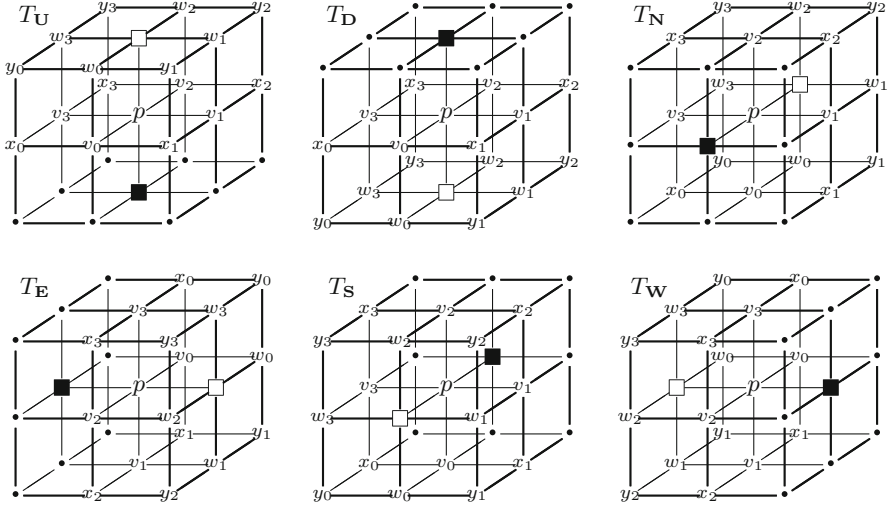 T_U
y₃ w₂ y₂
w₃ w₁
y₀ w₀ y₁
x₃ v₂ x₂
v₃ p v₁
x₀ v₀ x₁
T_D
x₃ v₂ x₂
v₃ p v₁
x₀ v₀ x₁
y₃ w₂ y₂
w₃ w₁
y₀ w₀ y₁
T_N
x₃ v₂ x₂
w₃ w₁
v₃ p v₁
y₀ w₀ y₁
x₀ v₀ x₁
T_E
x₀ y₀
v₃ w₃
x₃ y₃
v₀ w₀
p
v₂ w₂
x₁ y₁
v₁ w₁
x₂ y₂
T_S
x₃ v₂ x₂
y₃ w₂ y₂
v₃ p v₁
w₃ w₁
x₀ v₀ x₁
y₀ w₀ y₁
T_W
y₀ x₀
w₃ v₃
y₃ x₃
w₀ v₀
p
w₂ v₂
y₁ x₁
w₁ v₁
y₂ x₂